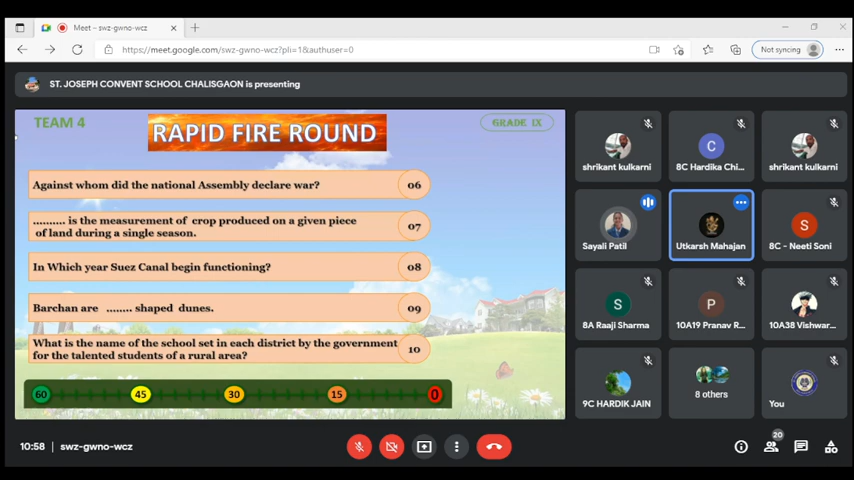 Meet – swz-gwno-wcz
https://meet.google.com/swz-gwno-wcz?pli=1&authuser=0
Not syncing
ST. JOSEPH CONVENT SCHOOL CHALISGAON is presenting
TEAM 4
RAPID FIRE ROUND
GRADE IX
Against whom did the national Assembly declare war?
06
.......... is the measurement of crop produced on a given piece
of land during a single season.
07
In Which year Suez Canal begin functioning?
08
Barchan are ........ shaped dunes.
09
What is the name of the school set in each district by the government
for the talented students of a rural area?
10
60
45
30
15
0
shrikant kulkarni
C
8C Hardika Chi...
shrikant kulkarni
Sayali Patil
Utkarsh Mahajan
S
8C - Neeti Soni
S
8A Raaji Sharma
P
10A19 Pranav R...
10A38 Vishwar...
9C HARDIK JAIN
8 others
You
10:58
swz-gwno-wcz
20